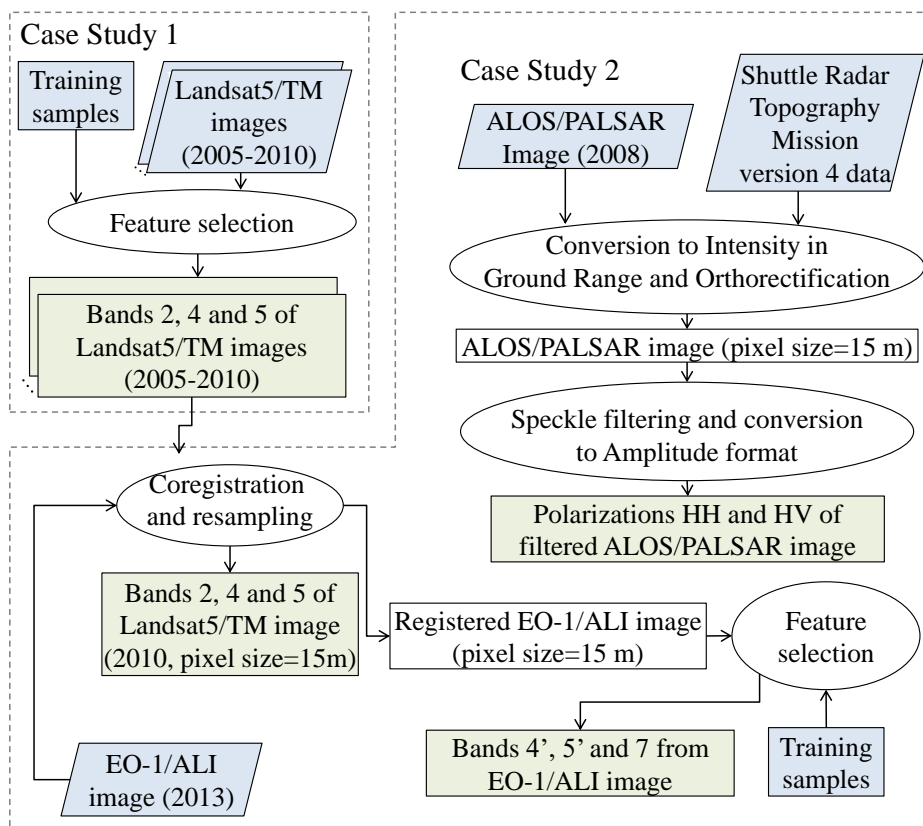 Case Study 1
Training
samples
Landsat5/TM
images
(2005-2010)
Feature selection
Bands 2, 4 and 5 of
Landsat5/TM images
(2005-2010)
Case Study 2
ALOS/PALSAR
Image (2008)
Shuttle Radar
Topography
Mission
version 4 data
Conversion to Intensity in
Ground Range and Orthorectification
ALOS/PALSAR image (pixel size=15 m)
Speckle filtering and conversion
to Amplitude format
Polarizations HH and HV of
filtered ALOS/PALSAR image
Coregistration
and resampling
Bands 2, 4 and 5 of
Landsat5/TM image
(2010, pixel size=15m)
Registered EO-1/ALI image
(pixel size=15 m)
Feature
selection
EO-1/ALI
image (2013)
Bands 4’, 5’ and 7 from
EO-1/ALI image
Training
samples